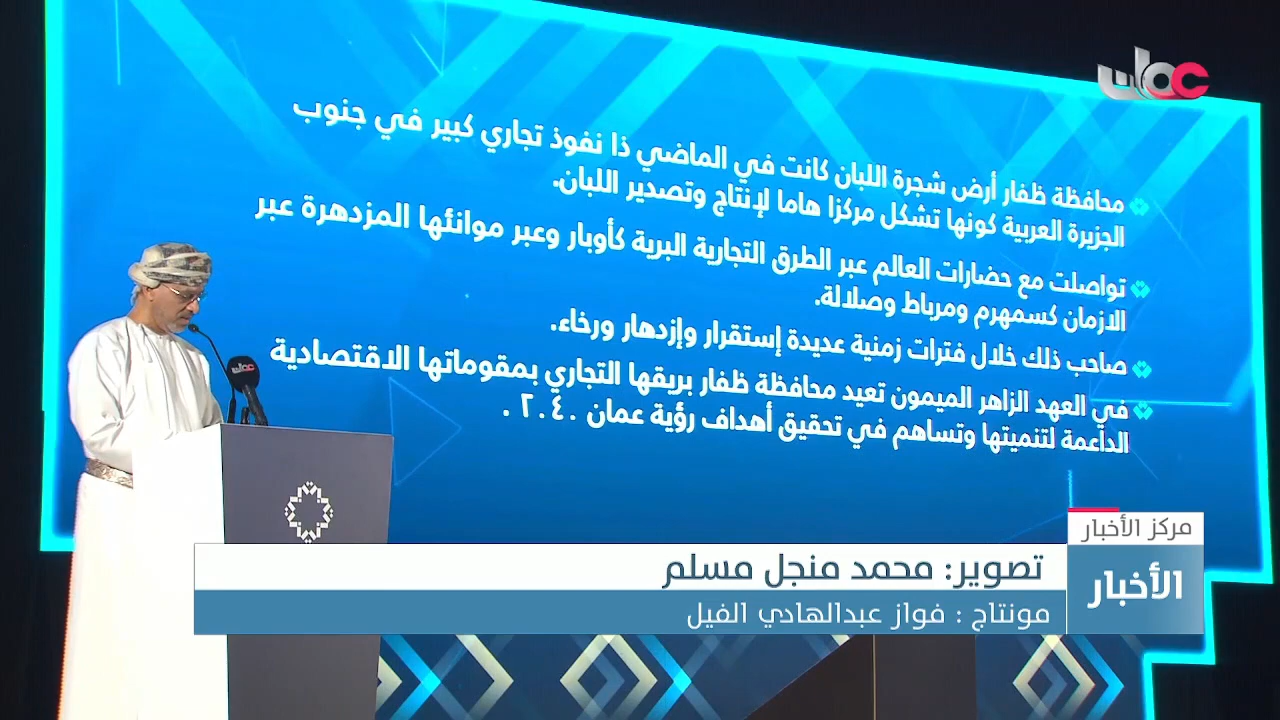 عمان
محافظة ظفار أرض شجرة اللبان كانت في الماضي ذا نفوذ تجاري كبير في جنوب
الجزيرة العربية كونها تشكل مركزا هاما لإنتاج وتصدير اللبان.
تواصلت مع حضارات العالم عبر الطرق التجارية البرية كأوبار وعبر موانئها المزدهرة عبر
الازمان كسمهرم ومرباط وصلالة.
صاحب ذلك خلال فترات زمنية عديدة إستقرار وإزدهار ورخاء.
في العهد الزاهر الميمون تعيد محافظة ظفار بريقها التجاري بمقوماتها الاقتصادية
الداعمة لتنميتها وتساهم في تحقيق أهداف رؤية عمان ٢٠٤٠ .
عمان
مركز الأخبار
الأخبار
تصوير: محمد منجل مسلم
مونتاج : فواز عبدالهادي الفيل